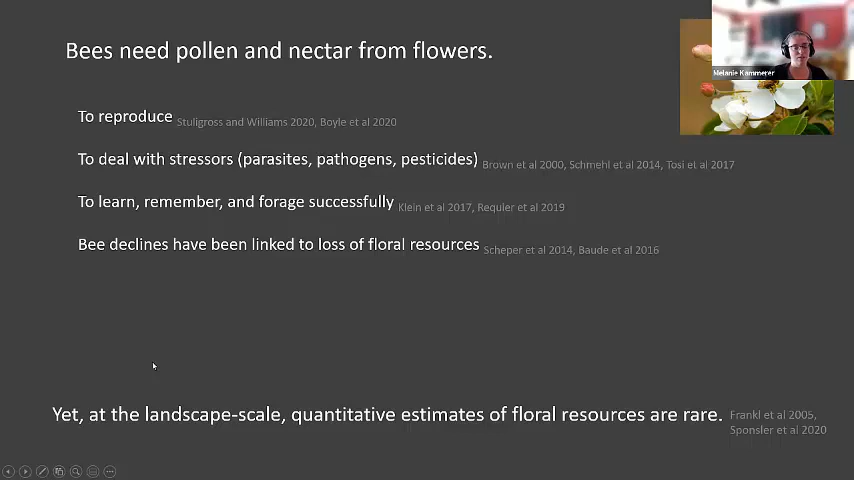 Bees need pollen and nectar from flowers.
Melanie Kammerer
To reproduce Stuligross and Williams 2020, Boyle et al 2020
To deal with stressors (parasites, pathogens, pesticides) Brown et al 2000, Schmehl et al 2014, Tosi et al 2017
To learn, remember, and forage successfully Klein et al 2017, Requier et al 2019
Bee declines have been linked to loss of floral resources Scheper et al 2014, Baude et al 2016
Yet, at the landscape-scale, quantitative estimates of floral resources are rare. Frankl et al 2005,
Sponsler et al 2020